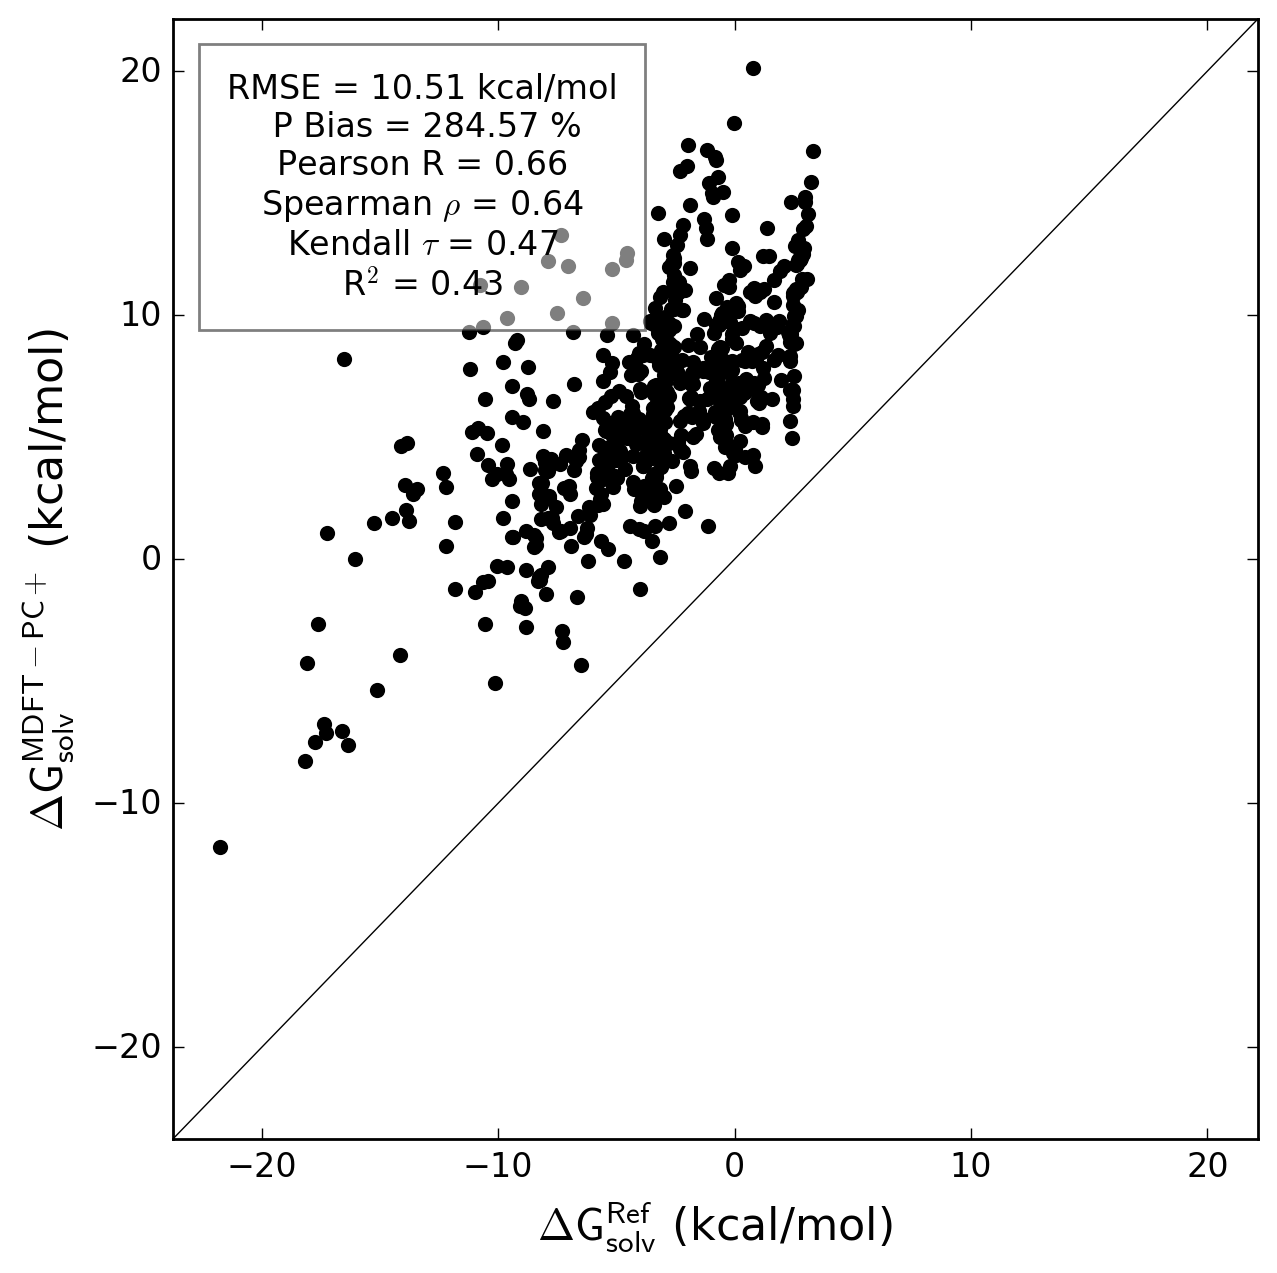 RMSE = 10.51 kcal/mol
P Bias = 284.57 %
Pearson R = 0.66
Spearman ρ = 0.64
Kendall τ = 0.47
R² = 0.43
20
10
0
−10
−20
ΔG^MDFT−PC+_solv (kcal/mol)
−20 −10 0 10 20
ΔG^Ref_solv (kcal/mol)